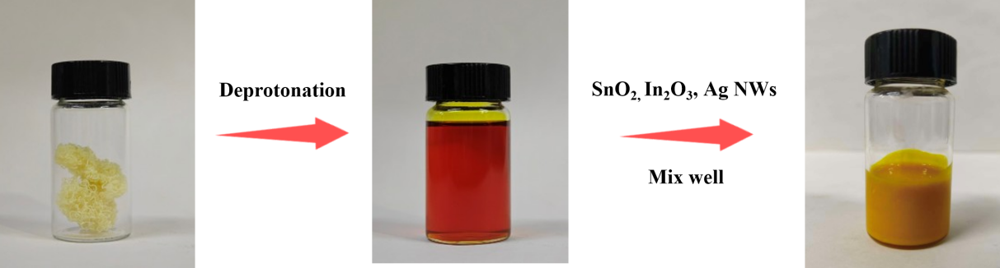 Deprotonation
SnO₂, In₂O₃, Ag NWs
Mix well